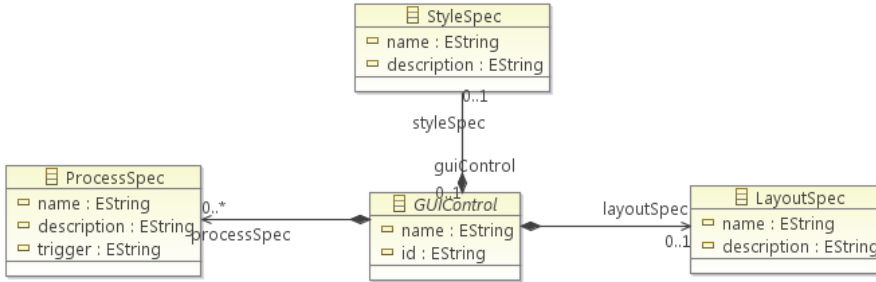 StyleSpec
name : EString
description : EString
0..1
styleSpec
guiControl
0..1
ProcessSpec
name : EString
description : EString
trigger : EString
0..*
processSpec
GUIControl
name : EString
id : EString
layoutSpec
0..1
LayoutSpec
name : EString
description : EString